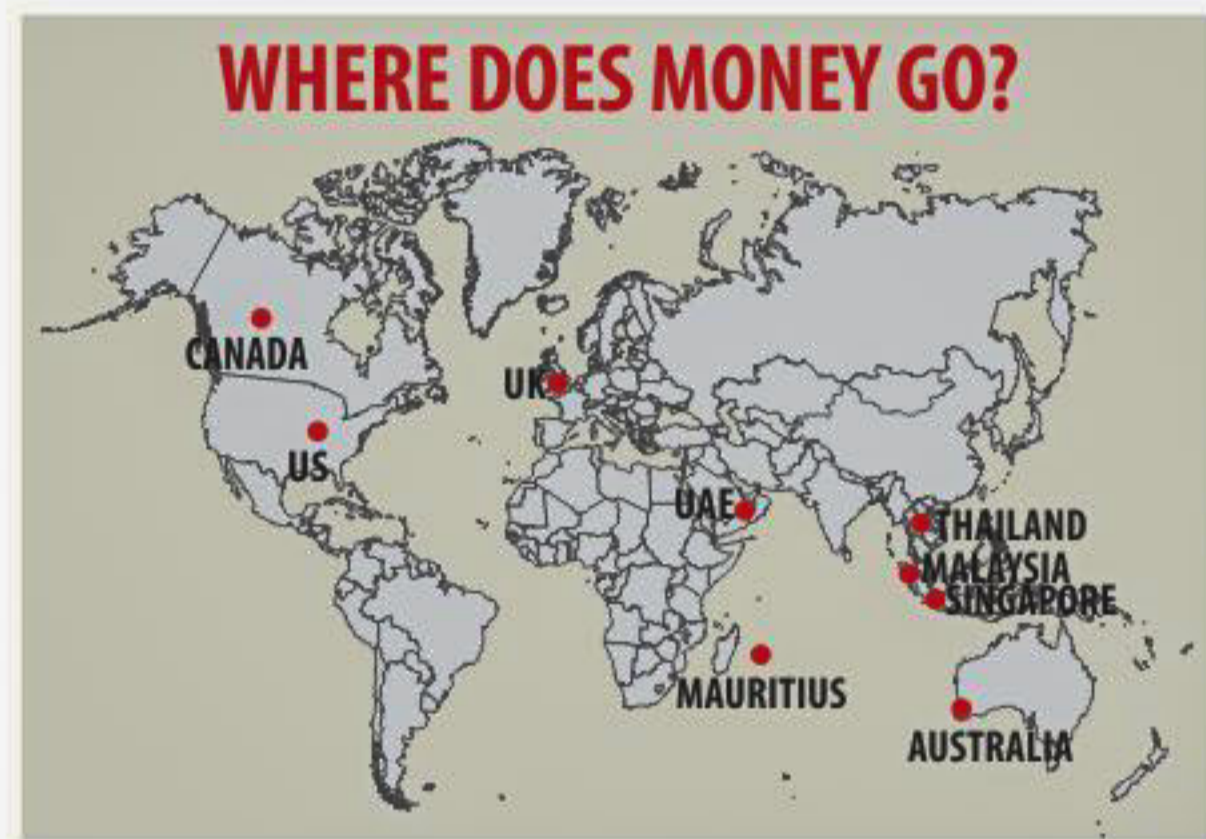 WHERE DOES MONEY GO?
CANADA
UK
US
UAE
THAILAND
MALAYSIA
SINGAPORE
MAURITIUS
AUSTRALIA